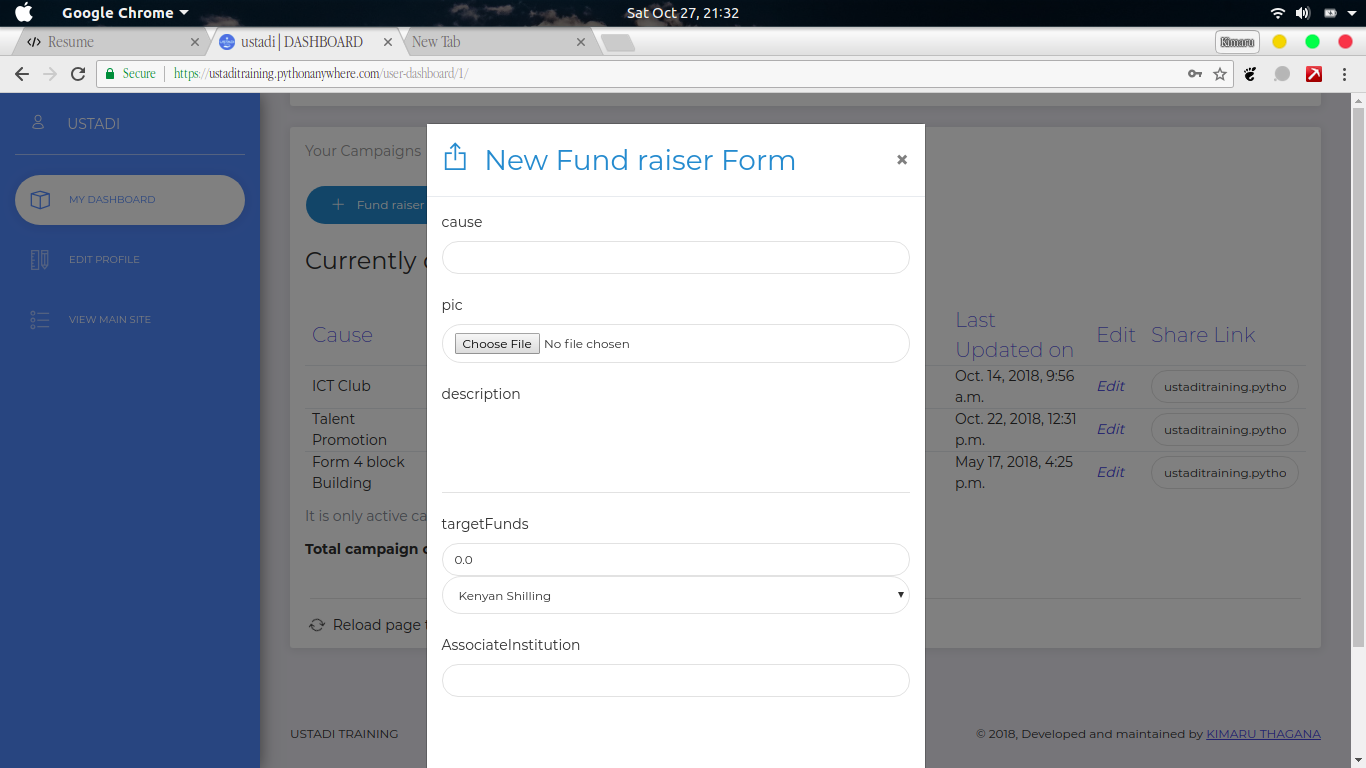 Google Chrome
Sat Oct 27, 21:32
Resume
ustadi | DASHBOARD
New Tab
Kimaru
Secure
https://ustaditraining.pythonanywhere.com/user-dashboard/1/
USTADI
MY DASHBOARD
EDIT PROFILE
VIEW MAIN SITE
Your Campaigns
Fund raiser
Currently
New Fund raiser Form
×
cause
pic
Choose File No file chosen
description
targetFunds
0.0
Kenyan Shilling
AssociateInstitution
Cause
Last
Updated on
Edit
Share Link
ICT Club
Oct. 14, 2018, 9:56
a.m.
Edit
ustaditraining.pytho
Talent
Promotion
Oct. 22, 2018, 12:31
p.m.
Edit
ustaditraining.pytho
Form 4 block
Building
May 17, 2018, 4:25
p.m.
Edit
ustaditraining.pytho
It is only active ca
Total campaign
Reload page
USTADI TRAINING
© 2018, Developed and maintained by KIMARU THAGANA